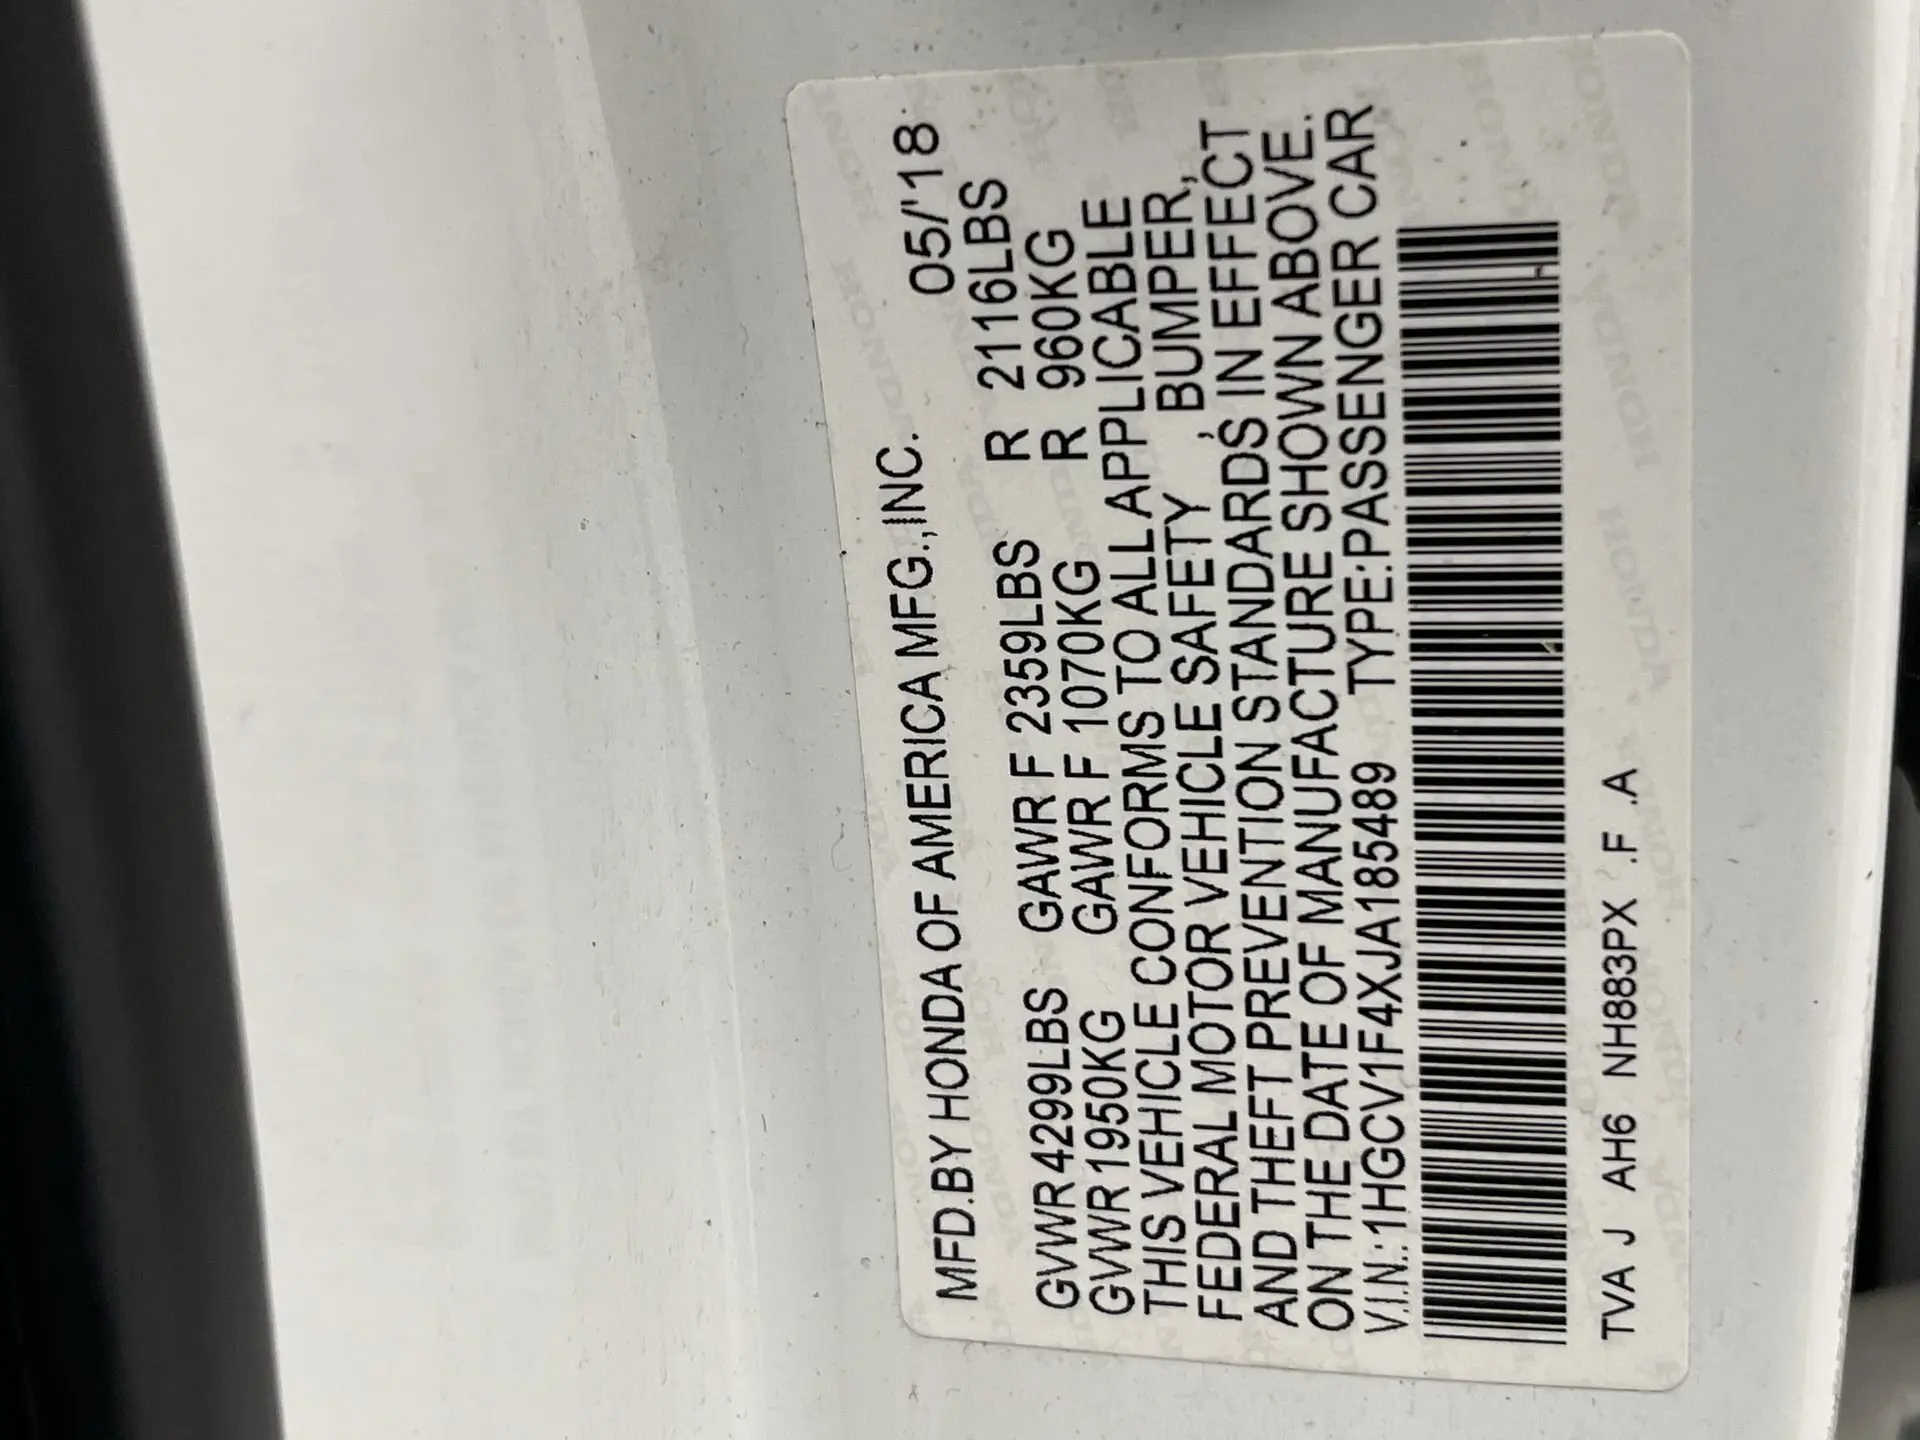 MFD.BY HONDA OF AMERICA MFG.,INC. 05/'18
GVWR 4299LBS GAWR F 2359LBS R 2116LBS
GVWR 1950KG GAWR F 1070KG R 960KG
THIS VEHICLE CONFORMS TO ALL APPLICABLE
FEDERAL MOTOR VEHICLE SAFETY , BUMPER,
AND THEFT PREVENTION STANDARDS IN EFFECT
ON THE DATE OF MANUFACTURE SHOWN ABOVE.
V.I.N.:1HGCV1F4XJA185489 TYPE:PASSENGER CAR
TVA J AH6 NH883PX .F .A